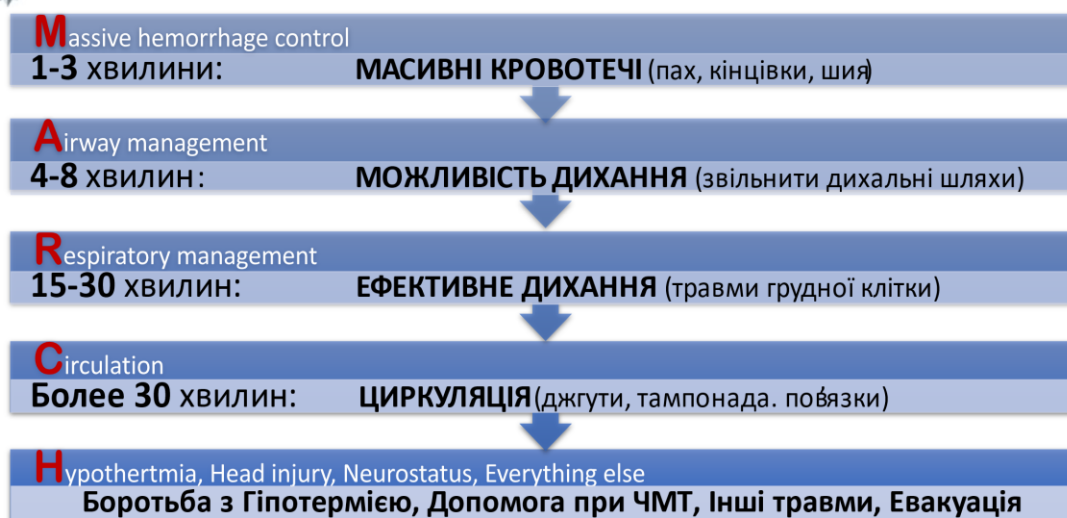 Massive hemorrhage control
1-3 хвилини: МАСИВНІ КРОВОТЕЧІ (пах, кінцівки, шия)
Airway management
4-8 хвилин: МОЖЛИВІСТЬ ДИХАННЯ (звільнити дихальні шляхи)
Respiratory management
15-30 хвилин: ЕФЕКТИВНЕ ДИХАННЯ (травми грудної клітки)
Circulation
Более 30 хвилин: ЦИРКУЛЯЦІЯ (джгути, тампонада. пов'язки)
Hypothertmia, Head injury, Neurostatus, Everything else
Боротьба з Гіпотермією, Допомога при ЧМТ, Інші травми, Евакуація